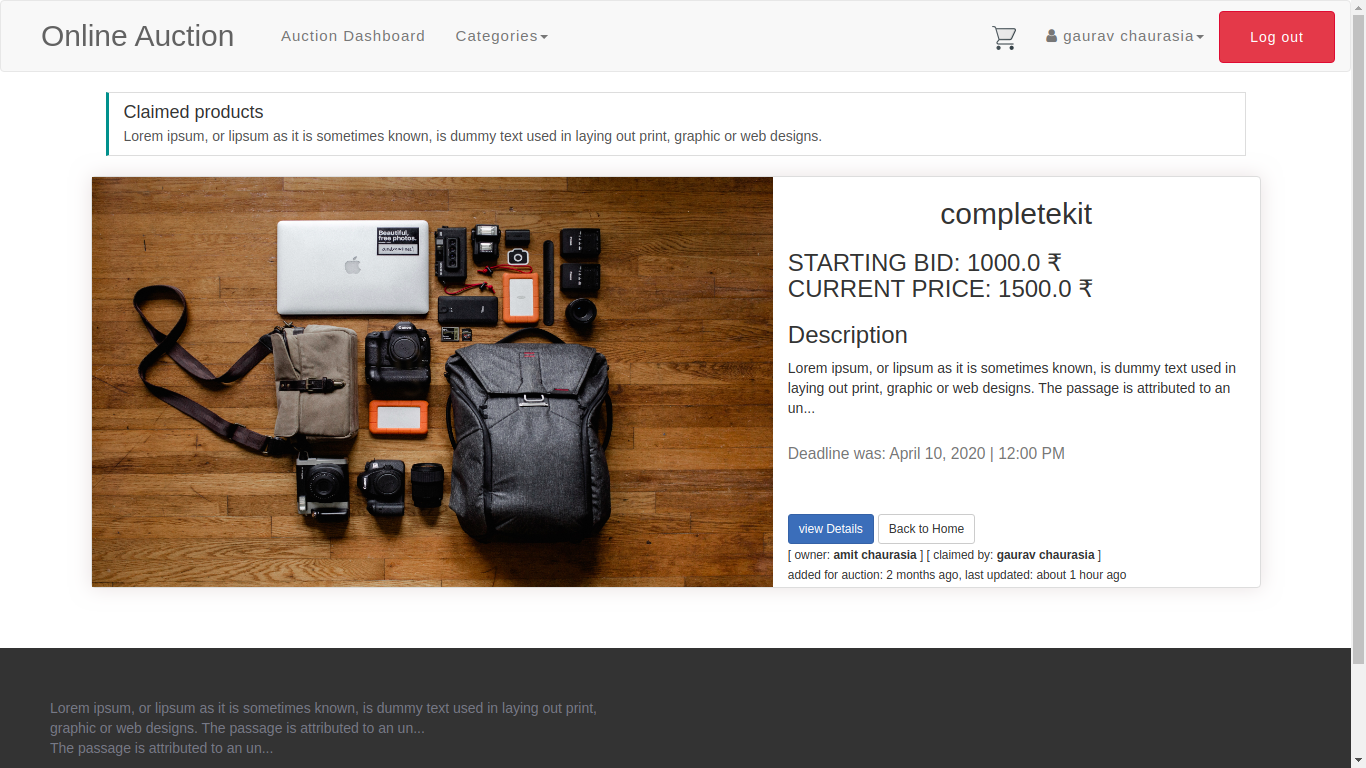 Online Auction
Auction Dashboard
Categories
gaurav chaurasia
Log out
Claimed products
Lorem ipsum, or lipsum as it is sometimes known, is dummy text used in laying out print, graphic or web designs.
Beautiful,
free photos.
completekit
STARTING BID: 1000.0 ₹
CURRENT PRICE: 1500.0 ₹
Description
Lorem ipsum, or lipsum as it is sometimes known, is dummy text used in
laying out print, graphic or web designs. The passage is attributed to an
un...
Deadline was: April 10, 2020 | 12:00 PM
view Details
Back to Home
[ owner: amit chaurasia ] [ claimed by: gaurav chaurasia ]
added for auction: 2 months ago, last updated: about 1 hour ago
Lorem ipsum, or lipsum as it is sometimes known, is dummy text used in laying out print,
graphic or web designs. The passage is attributed to an un...
The passage is attributed to an un...